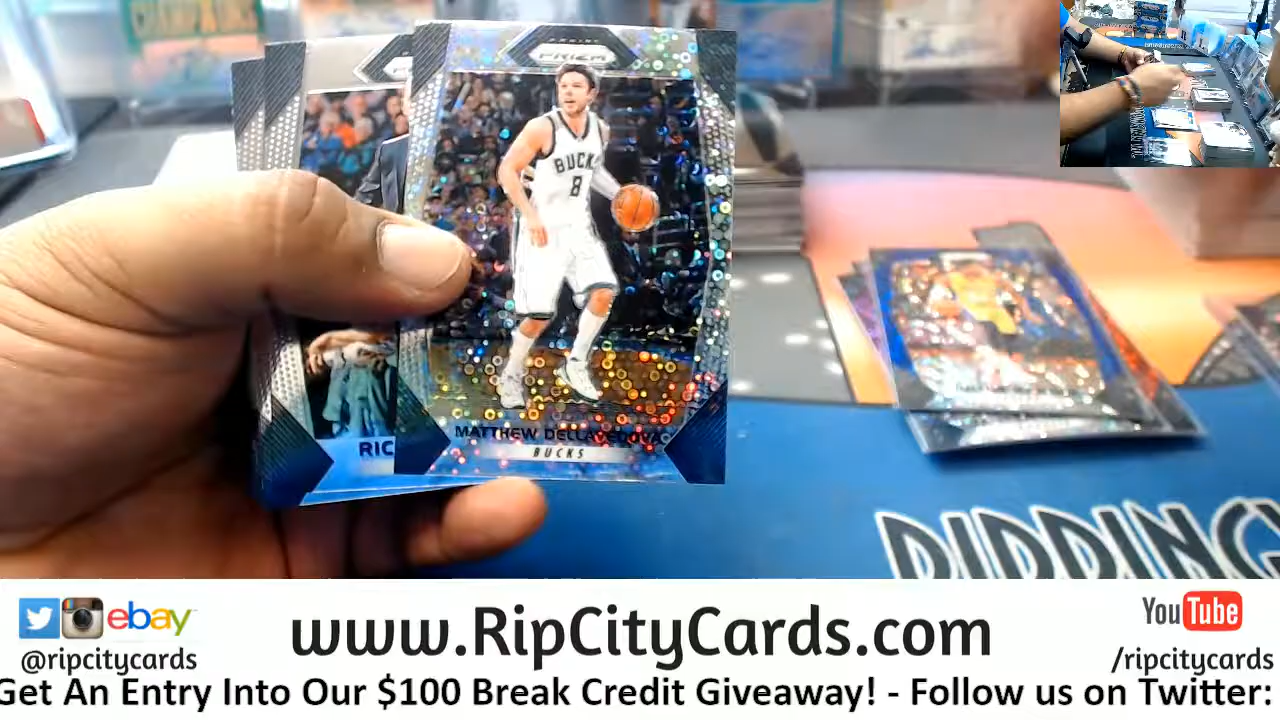 PANINI
PRIZM
BUCKS
8
MATTHEW DELLAVEDOVA
BUCKS
RIC
RIPPING
ebay
@ripcitycards
www.RipCityCards.com
YouTube
/ripcitycards
Get An Entry Into Our $100 Break Credit Giveaway! - Follow us on Twitter: